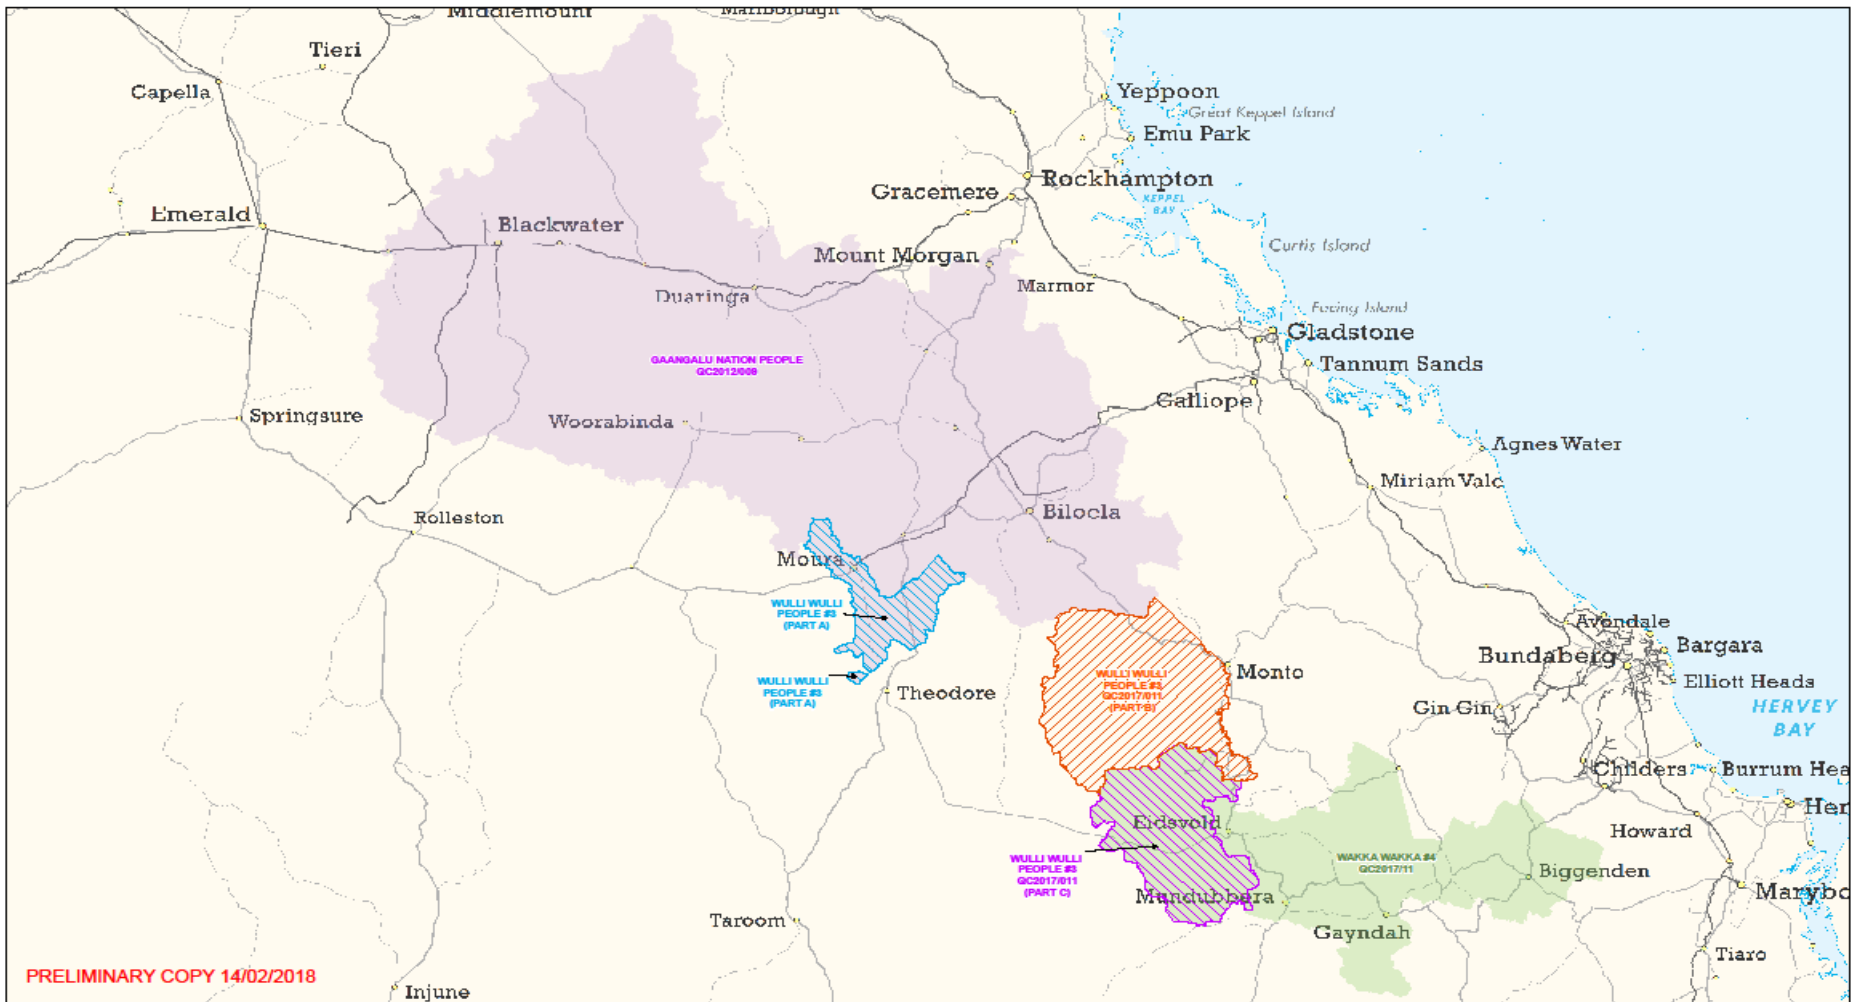 Middlemount
Marlborough
Tieri
Capella
Yeppoon
Great Keppel Island
Emu Park
Rockhampton
Gracemere
KEPPEL
BAY
Emerald
Blackwater
Curtis Island
Mount Morgan
Marmor
Duaringa
Facing Island
Gladstone
Tannum Sands
GAANGALU NATION PEOPLE
QC2012/009
Calliope
Springsure
Woorabinda
Agnes Water
Miriam Vale
Rolleston
Biloela
Moura
WULLI WULLI
PEOPLE #3
(PART A)
Avondale
Bargara
Bundaberg
Monto
WULLI WULLI
PEOPLE #3
QC2017/011
(PART B)
WULLI WULLI
PEOPLE #3
(PART A)
Theodore
Elliott Heads
Gin Gin
HERVEY
BAY
Childers
Burrum Hea
Her
Eidsvold
Howard
WULLI WULLI
PEOPLE #3
QC2017/011
(PART C)
WAKKA WAKKA #4
QC2017/11
Biggenden
Mundubbera
Marybo
Taroom
Gayndah
Tiaro
PRELIMINARY COPY 14/02/2018
Injune